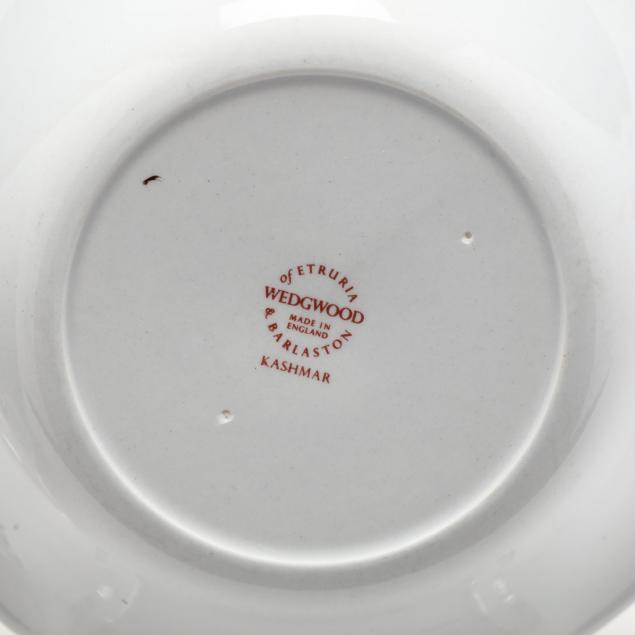 of ETRURIA
WEDGWOOD
MADE IN
ENGLAND
& BARLASTON
KASHMAR